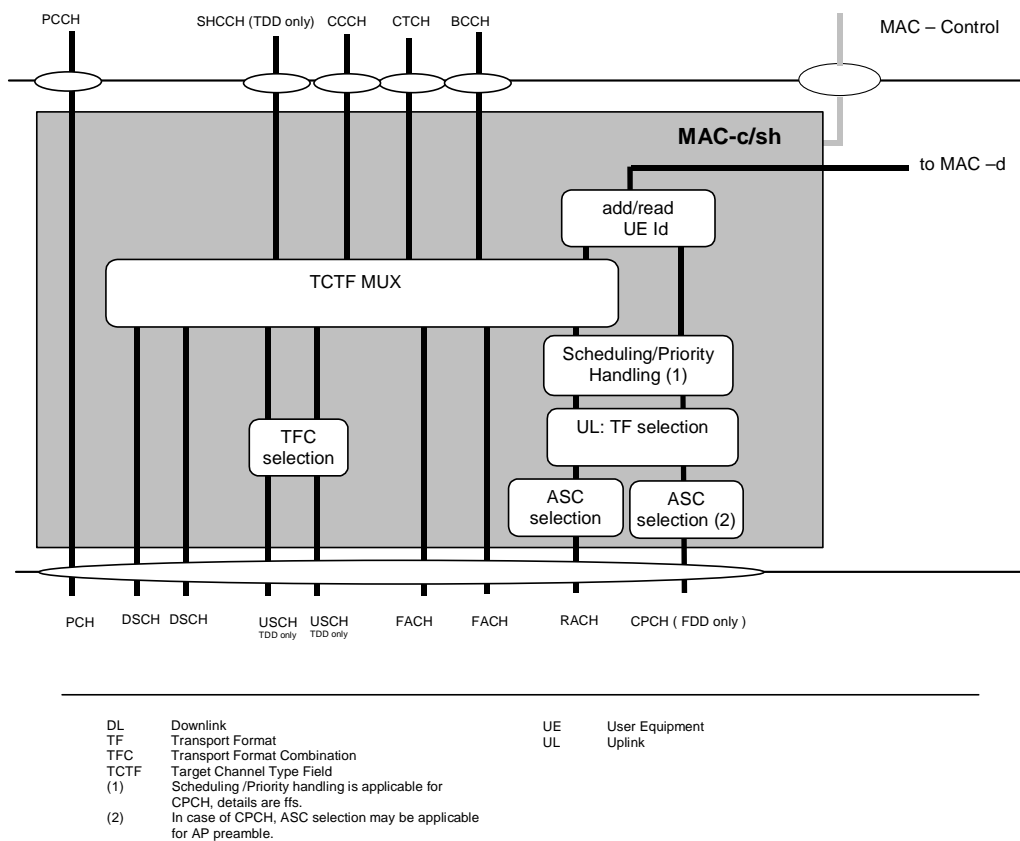 PCCH
SHCCH (TDD only)
CCCH
CTCH
BCCH
MAC – Control
MAC-c/sh
to MAC –d
add/read
UE Id
TCTF MUX
Scheduling/Priority
Handling (1)
TFC
selection
UL: TF selection
ASC
selection
ASC
selection (2)
PCH
DSCH
DSCH
USCH
TDD only
USCH
TDD only
FACH
FACH
RACH
CPCH ( FDD only )
DL Downlink
TF Transport Format
TFC Transport Format Combination
TCTF Target Channel Type Field
(1) Scheduling /Priority handling is applicable for
CPCH, details are ffs.
(2) In case of CPCH, ASC selection may be applicable
for AP preamble.
UE User Equipment
UL Uplink